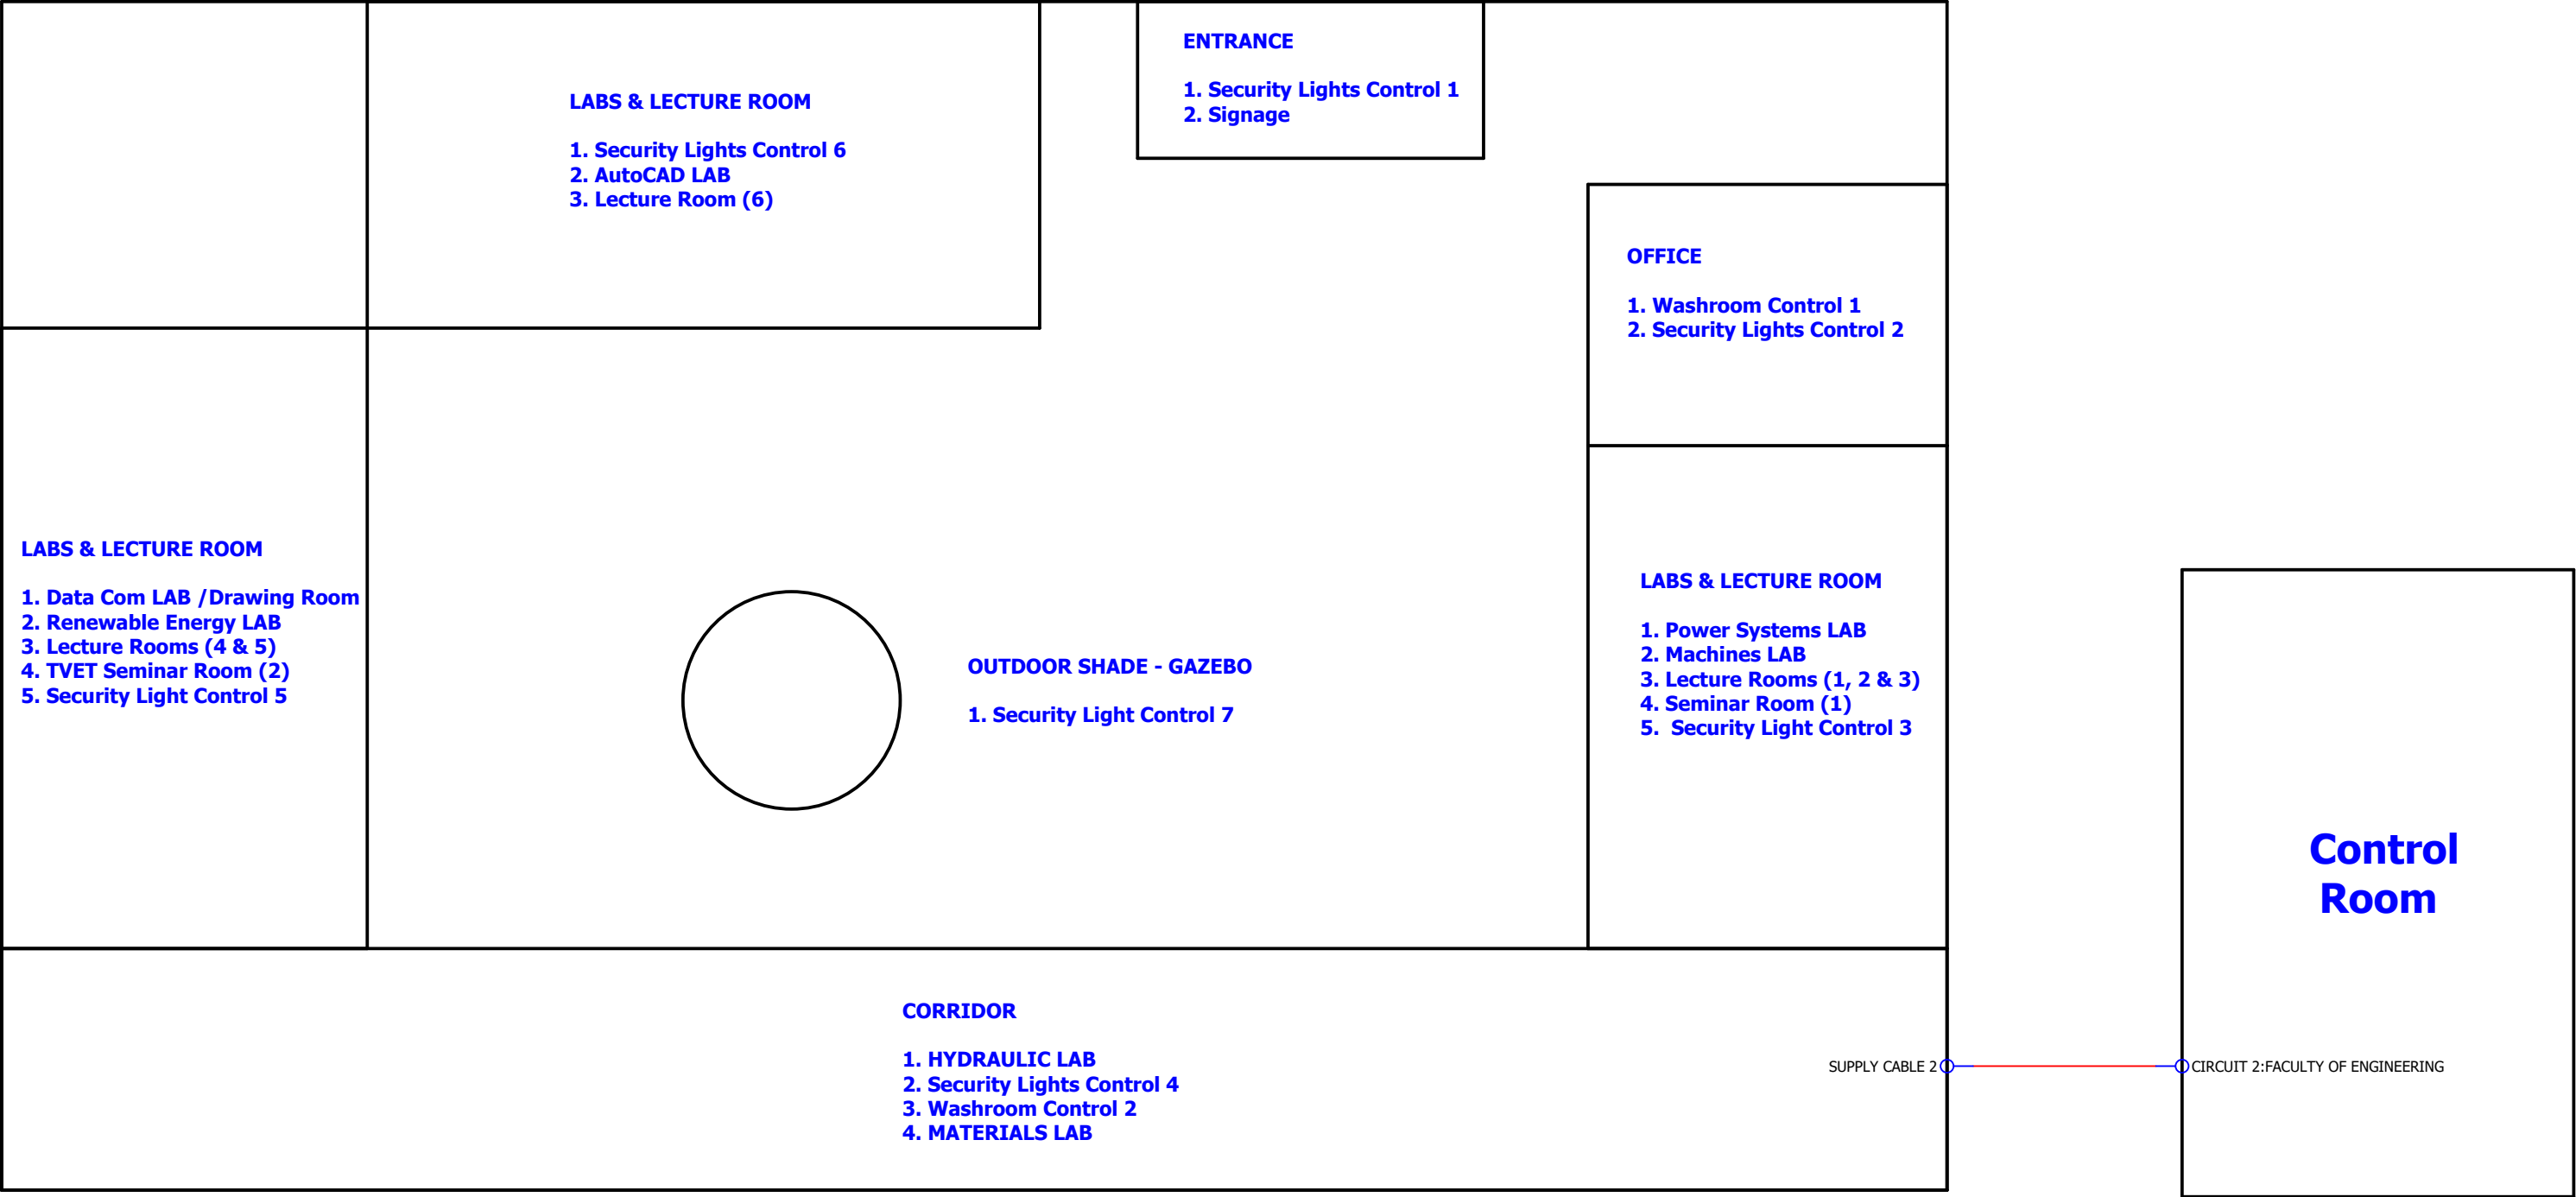 ENTRANCE
1. Security Lights Control 1
2. Signage
LABS & LECTURE ROOM
1. Security Lights Control 6
2. AutoCAD LAB
3. Lecture Room (6)
OFFICE
1. Washroom Control 1
2. Security Lights Control 2
LABS & LECTURE ROOM
1. Data Com LAB /Drawing Room
2. Renewable Energy LAB
3. Lecture Rooms (4 & 5)
4. TVET Seminar Room (2)
5. Security Light Control 5
OUTDOOR SHADE - GAZEBO
1. Security Light Control 7
LABS & LECTURE ROOM
1. Power Systems LAB
2. Machines LAB
3. Lecture Rooms (1, 2 & 3)
4. Seminar Room (1)
5.  Security Light Control 3
Control
Room
CORRIDOR
1. HYDRAULIC LAB
2. Security Lights Control 4
3. Washroom Control 2
4. MATERIALS LAB
SUPPLY CABLE 2
CIRCUIT 2:FACULTY OF ENGINEERING